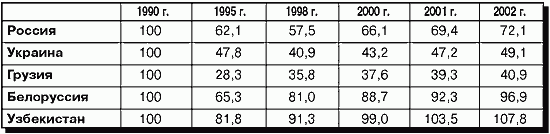 1990 г. 1995 г. 1998 г. 2000 г. 2001 г. 2002 г.
Россия 100 62,1 57,5 66,1 69,4 72,1
Украина 100 47,8 40,9 43,2 47,2 49,1
Грузия 100 28,3 35,8 37,6 39,3 40,9
Белоруссия 100 65,3 81,0 88,7 92,3 96,9
Узбекистан 100 81,8 91,3 99,0 103,5 107,8